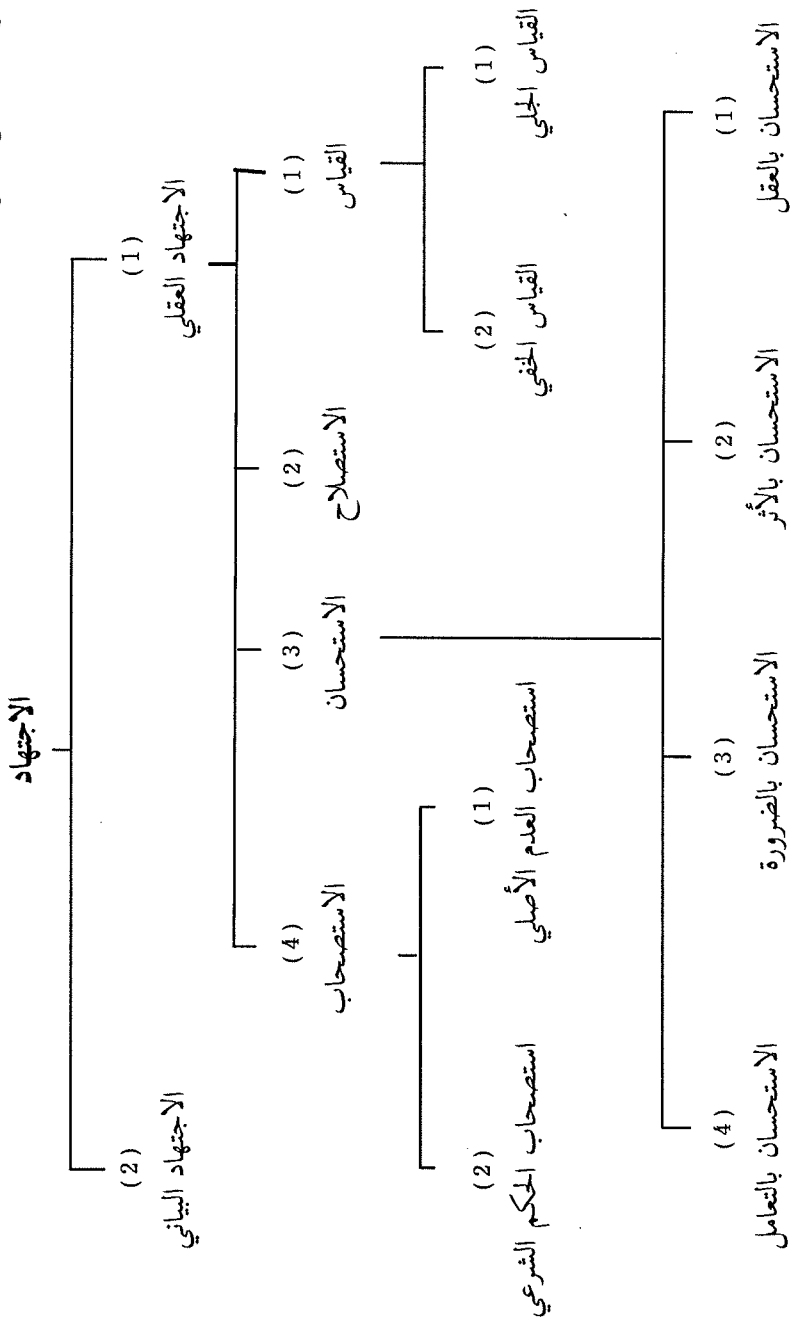 الاجتهاد
(1)
الاجتهاد العقلي
(2)
الاجتهاد البياني
(1)
القياس
(2)
الاستصلاح
(3)
الاستحسان
(4)
الاستصحاب
(1)
القياس الجلي
(2)
القياس الخفي
(1)
استصحاب العدم الأصلي
(2)
استصحاب الحكم الشرعي
(1)
الاستحسان بالعقل
(2)
الاستحسان بالأثر
(3)
الاستحسان بالضرورة
(4)
الاستحسان بالتعامل